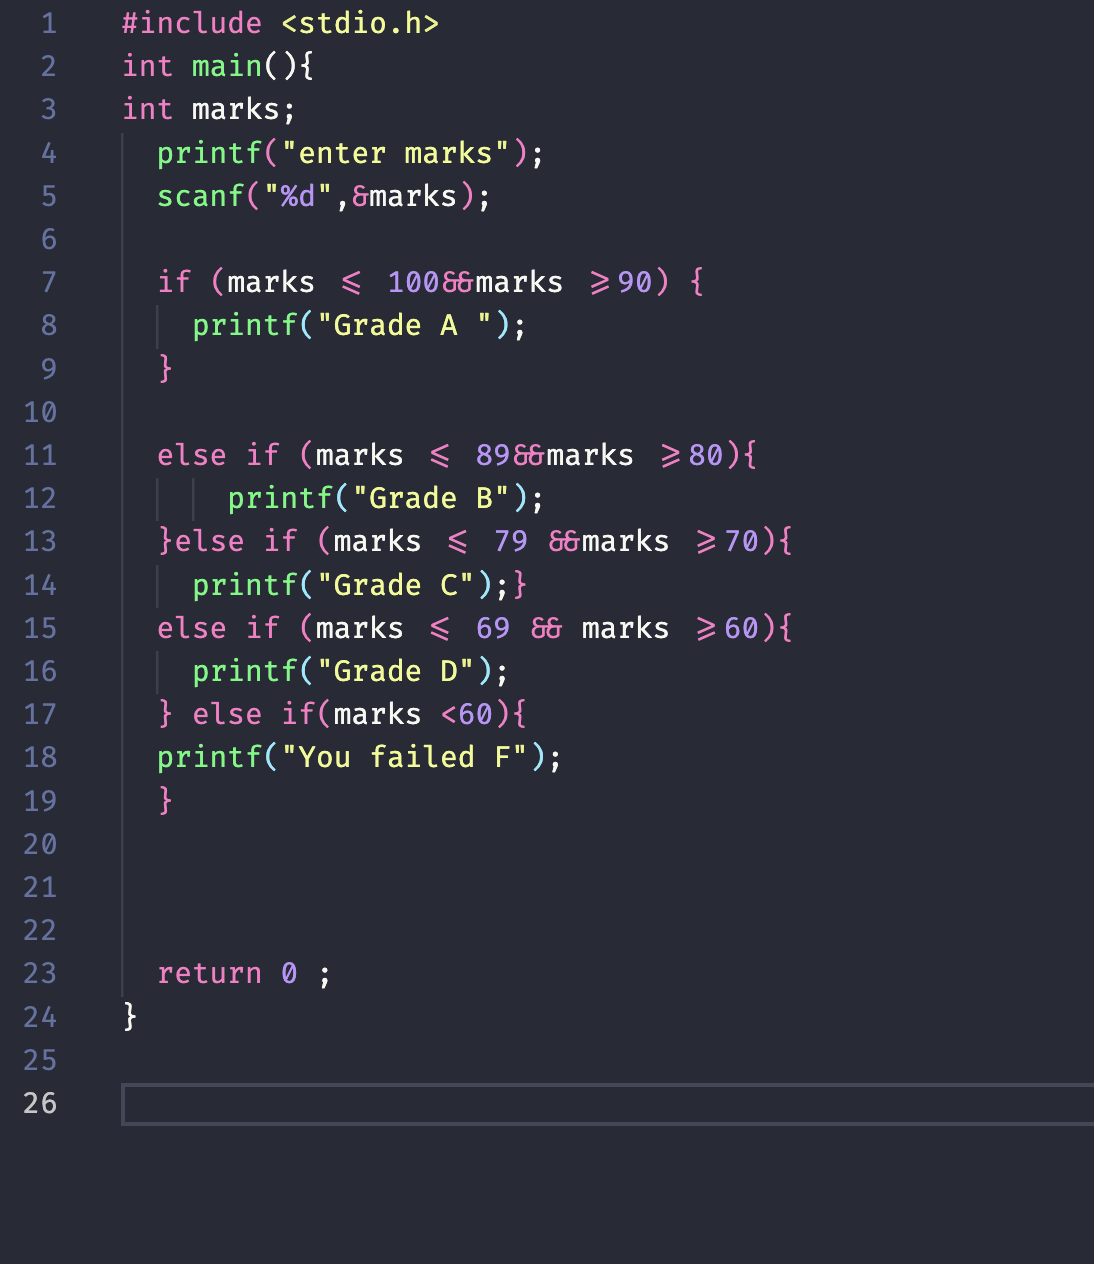 1 #include <stdio.h>
2 int main(){
3 int marks;
4   printf("enter marks");
5   scanf("%d",&marks);
6
7   if (marks <= 100&&marks >=90) {
8     printf("Grade A ");
9   }
10
11   else if (marks <= 89&&marks >=80){
12       printf("Grade B");
13   }else if (marks <= 79 &&marks >=70){
14     printf("Grade C");}
15   else if (marks <= 69 && marks >=60){
16     printf("Grade D");
17   } else if(marks <60){
18   printf("You failed F");
19   }
20
21
22
23   return 0 ;
24 }
25
26